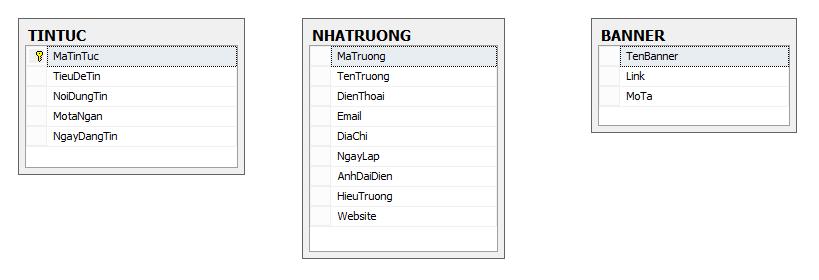 TINTUC
MaTinTuc
TieuDeTin
NoiDungTin
MotaNgan
NgayDangTin
NHATRUONG
MaTruong
TenTruong
DienThoai
Email
DiaChi
NgayLap
AnhDaiDien
HieuTruong
Website
BANNER
TenBanner
Link
MoTa